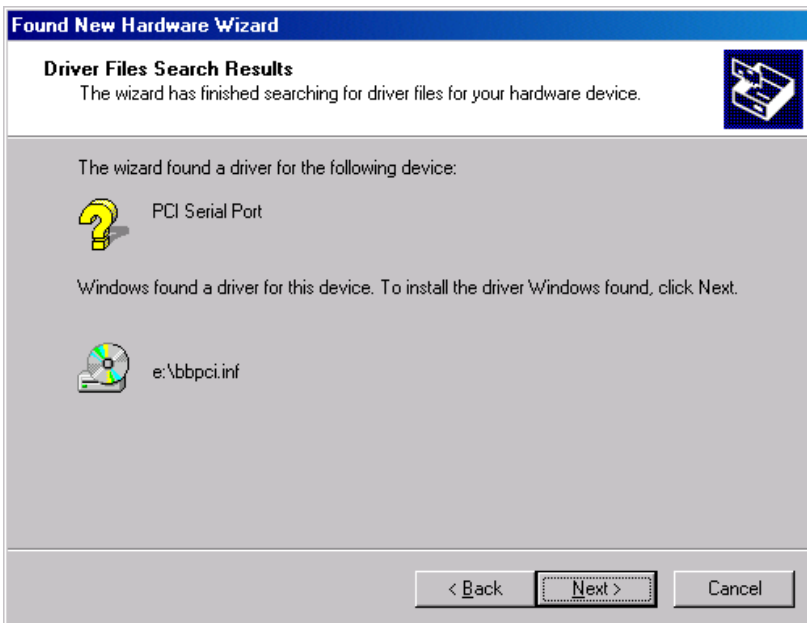 Found New Hardware Wizard
Driver Files Search Results
The wizard has finished searching for driver files for your hardware device.
The wizard found a driver for the following device:
PCI Serial Port
Windows found a driver for this device. To install the driver Windows found, click Next.
e:\bbpci.inf
< Back
Next >
Cancel